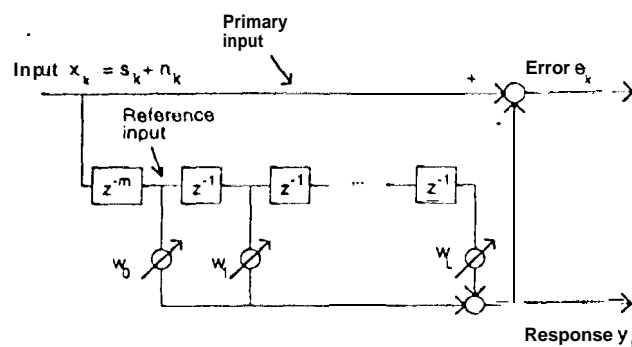 Primary
input
Input x_k = s_k + n_k
+
Error e_k
Reference
input
z^-m
z^-1
z^-1
...
z^-1
w_0
w_1
w_L
Response y